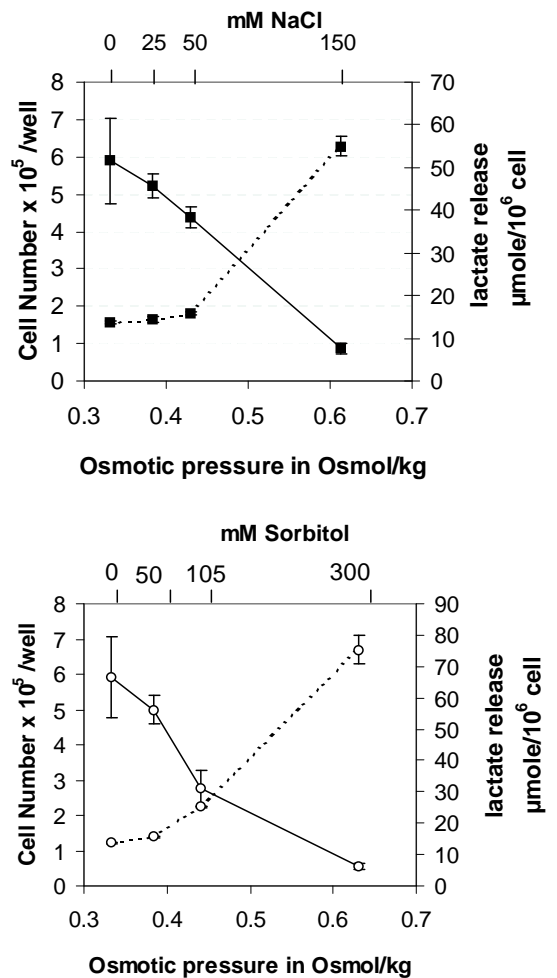 mM NaCl
0 25 50 150
8 70
7 60
6 50
5 40
4 30
3 20
2 10
1 0
0
Cell Number x 10⁵ /well
lactate release
µmole/10⁶ cell
0.3 0.4 0.5 0.6 0.7
Osmotic pressure in Osmol/kg
mM Sorbitol
0 50 105 300
8 90
7 80
6 70
5 60
4 50
3 40
2 30
1 20
0 10
0
Cell Number x 10⁵ /well
lactate release
µmole/10⁶ cell
0.3 0.4 0.5 0.6 0.7
Osmotic pressure in Osmol/kg